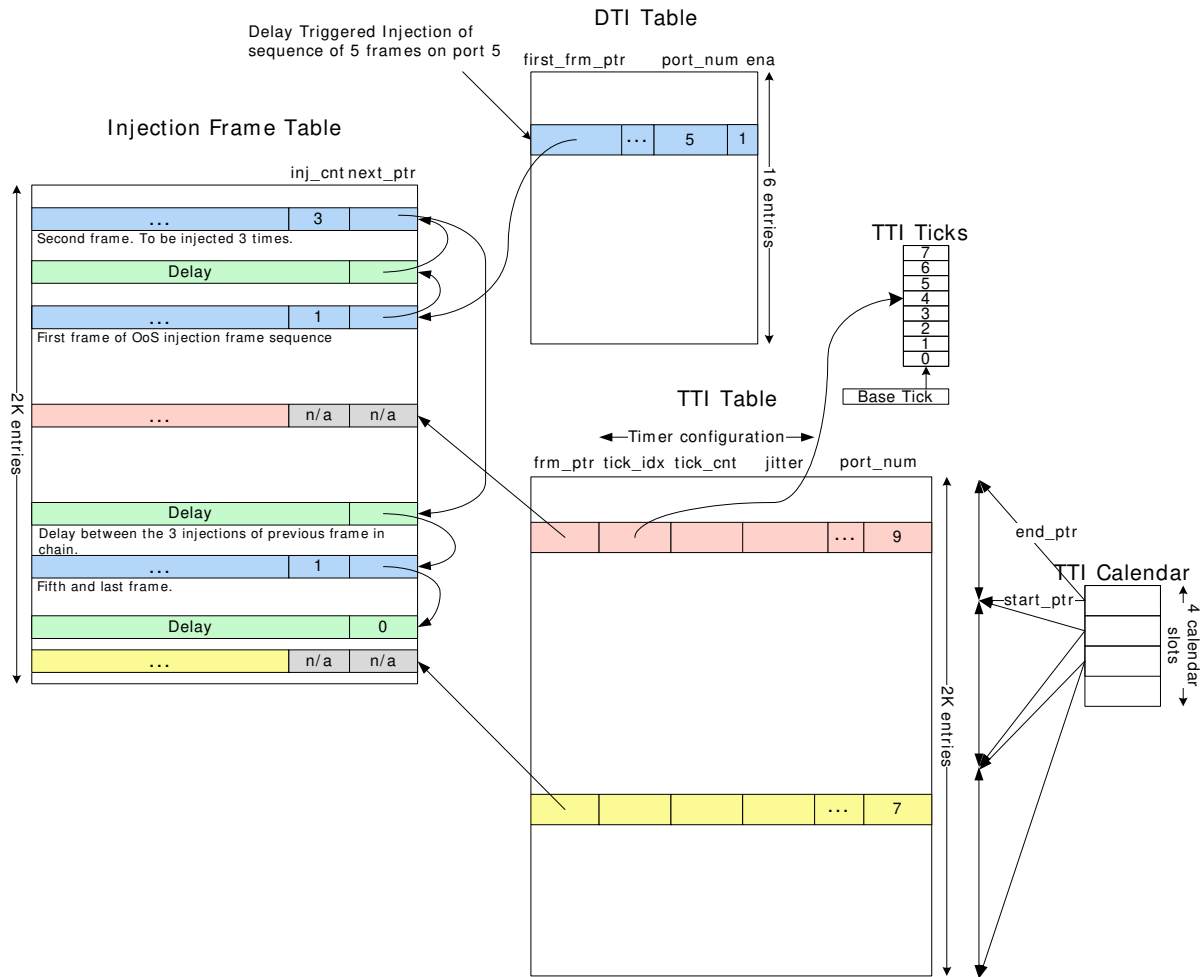 DTI Table
Delay Triggered Injection of
sequence of 5 frames on port 5
first_frm_ptr port_num ena
... 5 1
16 entries
Injection Frame Table
inj_cnt next_ptr
... 3
Second frame. To be injected 3 times.
Delay
... 1
First frame of OoS injection frame sequence
... n/a n/a
Delay
Delay between the 3 injections of previous frame in
chain.
... 1
Fifth and last frame.
Delay 0
... n/a n/a
2K entries
TTI Ticks
7
6
5
4
3
2
1
0
Base Tick
TTI Table
Timer configuration
frm_ptr tick_idx tick_cnt jitter port_num
... 9
... 7
2K entries
end_ptr
TTI Calendar
start_ptr
4 calendar
slots